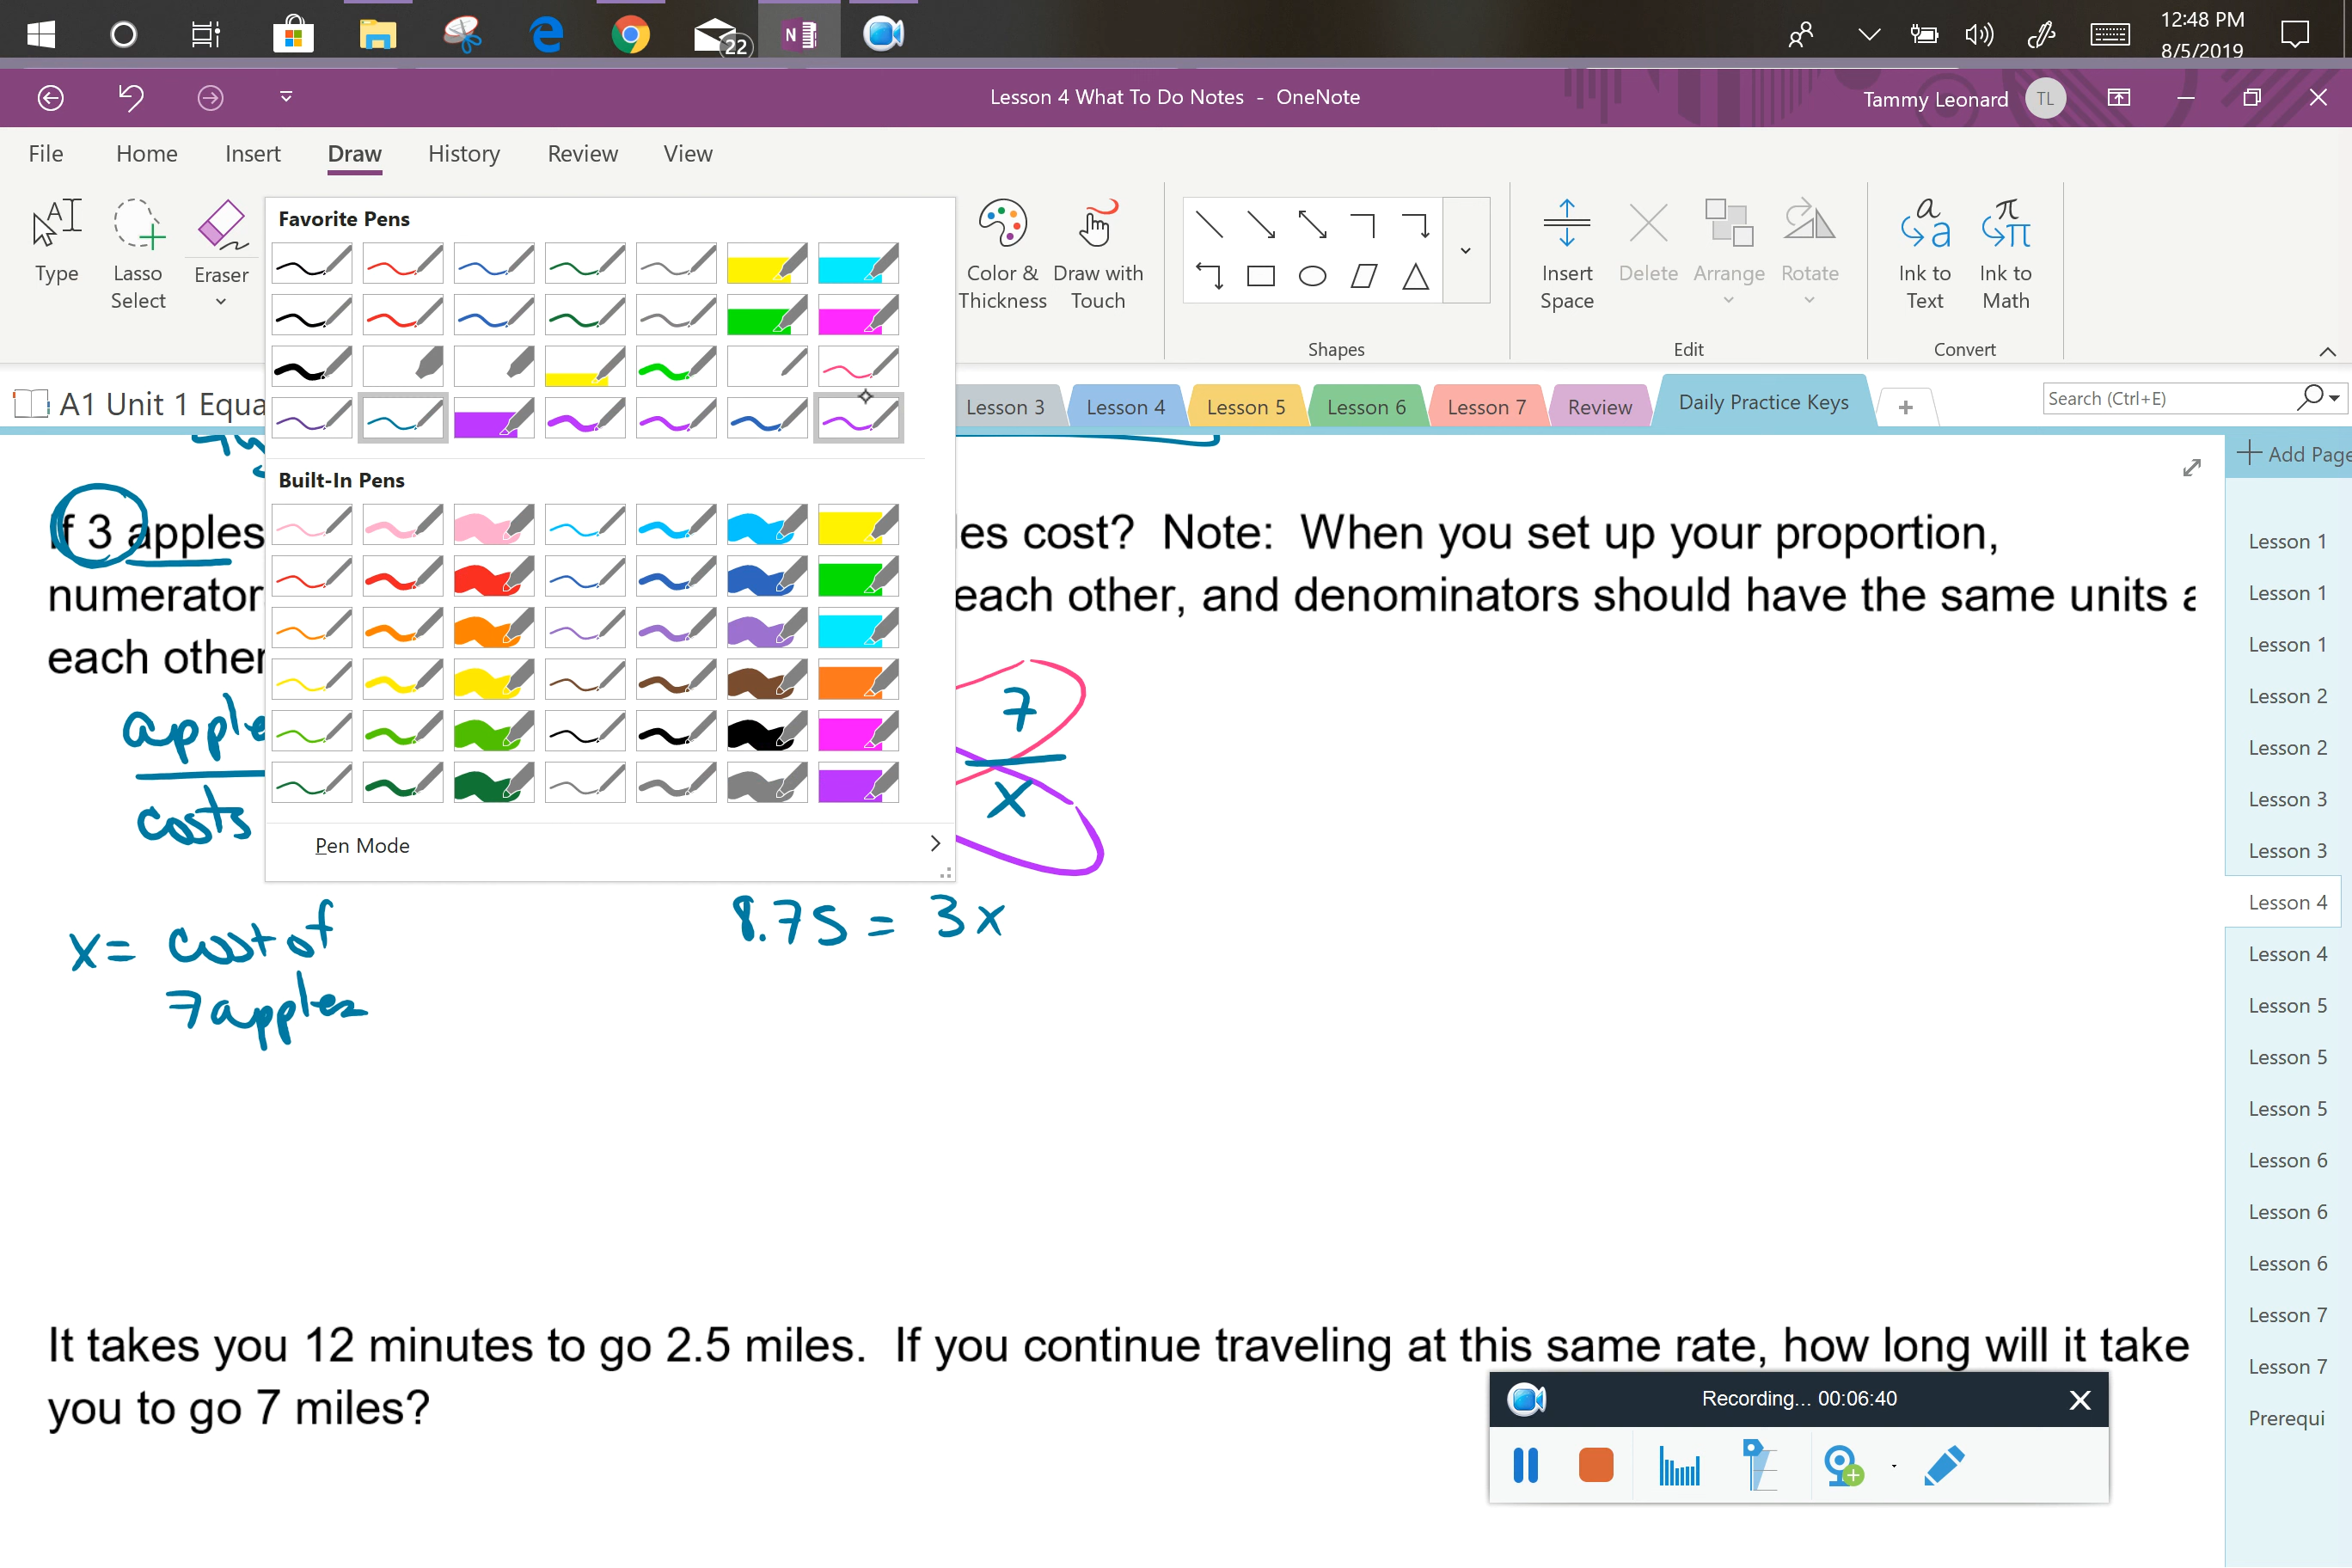 22
12:48 PM
8/5/2019
Lesson 4 What To Do Notes - OneNote
Tammy Leonard
TL
File
Home
Insert
Draw
History
Review
View
Type
Lasso
Select
Eraser
Favorite Pens
Built-In Pens
Pen Mode
Color &
Thickness
Draw with
Touch
Shapes
Insert
Space
Delete
Arrange
Rotate
Edit
Ink to
Text
Ink to
Math
Convert
A1 Unit 1 Equa
Lesson 3
Lesson 4
Lesson 5
Lesson 6
Lesson 7
Review
Daily Practice Keys
Search (Ctrl+E)
Add Page
If 3 apples
les cost? Note: When you set up your proportion,
numerator
each other, and denominators should have the same units a
each other
apple
costs
7
x
8.75 = 3x
x= cost of
7 apples
It takes you 12 minutes to go 2.5 miles. If you continue traveling at this same rate, how long will it take
you to go 7 miles?
Recording... 00:06:40
Lesson 1
Lesson 1
Lesson 1
Lesson 2
Lesson 2
Lesson 3
Lesson 3
Lesson 4
Lesson 4
Lesson 5
Lesson 5
Lesson 5
Lesson 6
Lesson 6
Lesson 6
Lesson 7
Lesson 7
Prerequi